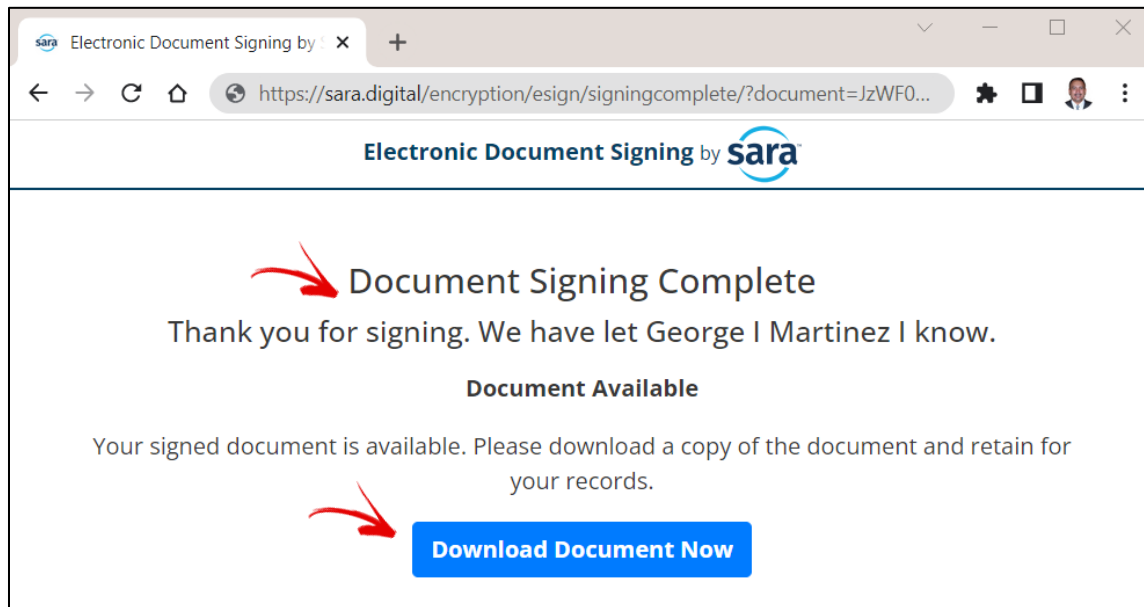 sara Electronic Document Signing by S
https://sara.digital/encryption/esign/signingcomplete/?document=JzWF0...
Electronic Document Signing by sara™
Document Signing Complete
Thank you for signing. We have let George I Martinez I know.
Document Available
Your signed document is available. Please download a copy of the document and retain for
your records.
Download Document Now